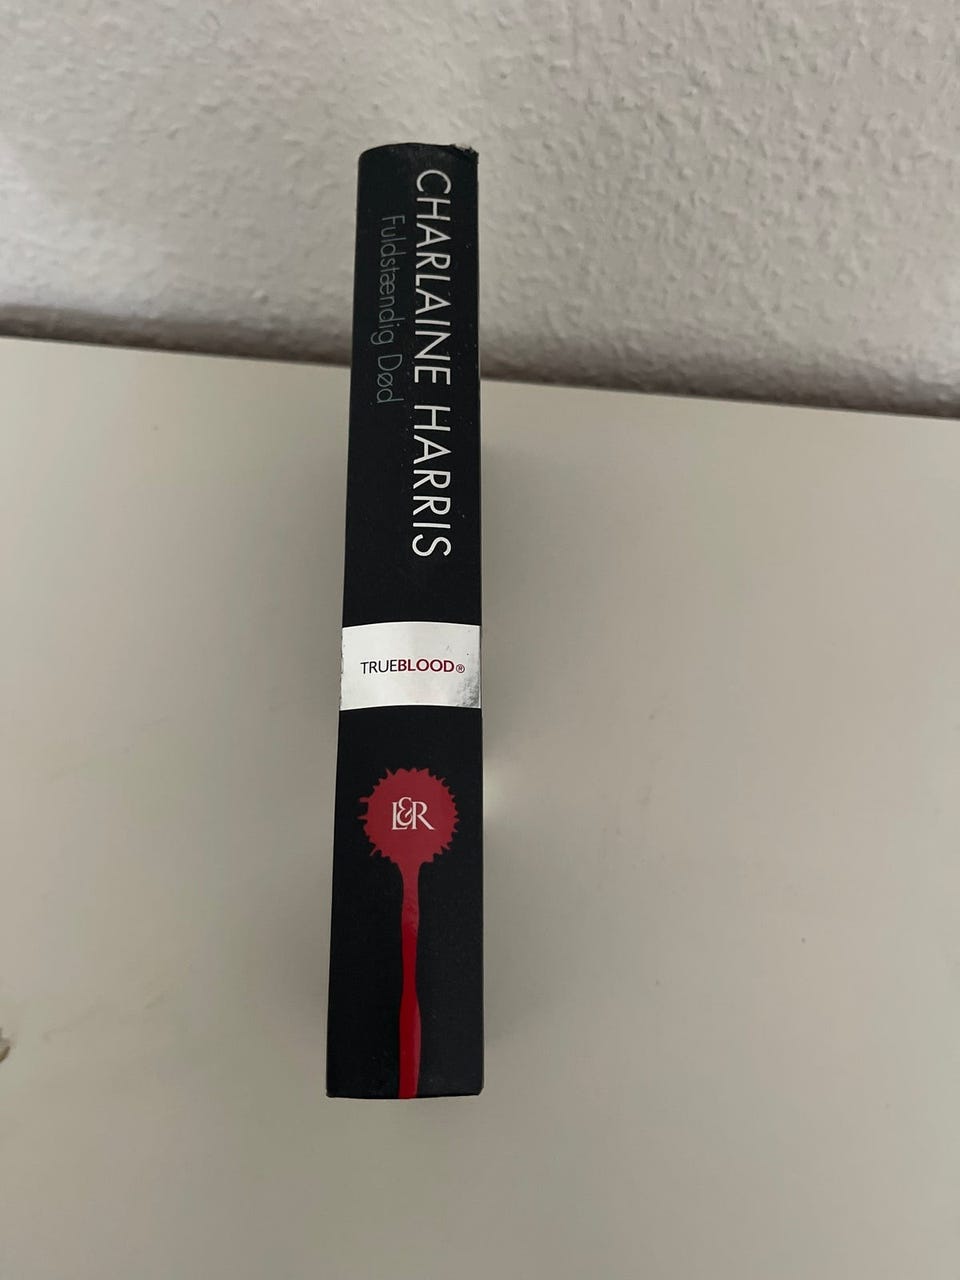 CHARLAINE HARRIS
Fuldstændig Død
TRUEBLOOD®
L&R